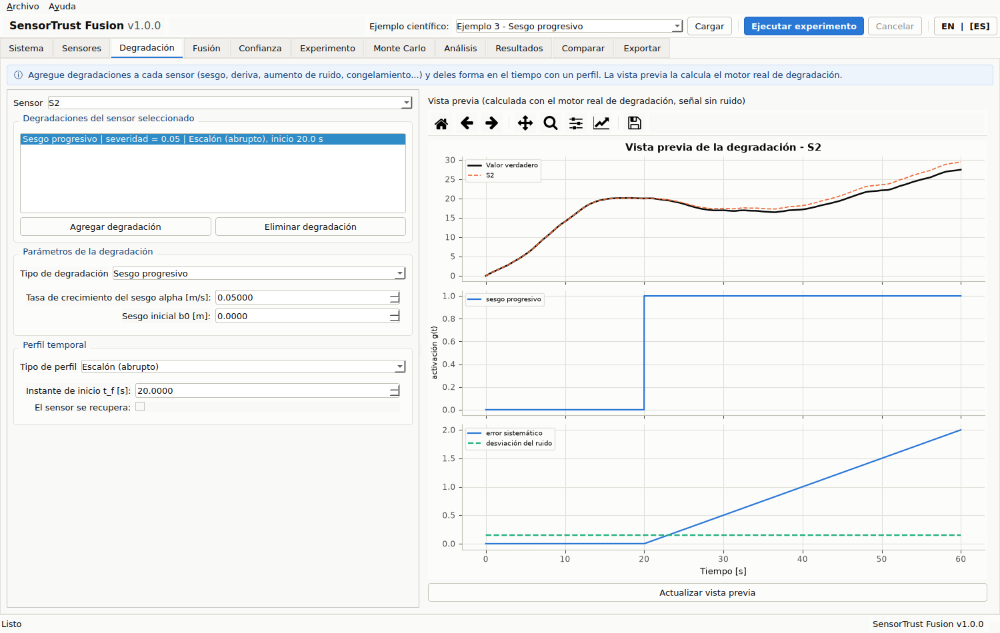 Archivo Ayuda
SensorTrust Fusion v1.0.0
Ejemplo científico: Ejemplo 3 - Sesgo progresivo Cargar Ejecutar experimento Cancelar EN | [ES]
Sistema Sensores Degradación Fusión Confianza Experimento Monte Carlo Análisis Resultados Comparar Exportar
ⓘ Agregue degradaciones a cada sensor (sesgo, deriva, aumento de ruido, congelamiento...) y deles forma en el tiempo con un perfil. La vista previa la calcula el motor real de degradación.
Sensor S2
Degradaciones del sensor seleccionado
Sesgo progresivo | severidad = 0.05 | Escalón (abrupto), inicio 20.0 s
Agregar degradación Eliminar degradación
Parámetros de la degradación
Tipo de degradación Sesgo progresivo
Tasa de crecimiento del sesgo alpha [m/s]: 0.05000
Sesgo inicial b0 [m]: 0.0000
Perfil temporal
Tipo de perfil Escalón (abrupto)
Instante de inicio t_f [s]: 20.0000
El sensor se recupera:
Vista previa (calculada con el motor real de degradación, señal sin ruido)
Vista previa de la degradación - S2
30
25
20
15
10
5
0
Valor verdadero
S2
1.0
0.8
0.6
0.4
0.2
0.0
activación g(t)
sesgo progresivo
2.0
1.5
1.0
0.5
0.0
error sistemático
desviación del ruido
0 10 20 30 40 50 60
Tiempo [s]
Actualizar vista previa
Listo
SensorTrust Fusion v1.0.0